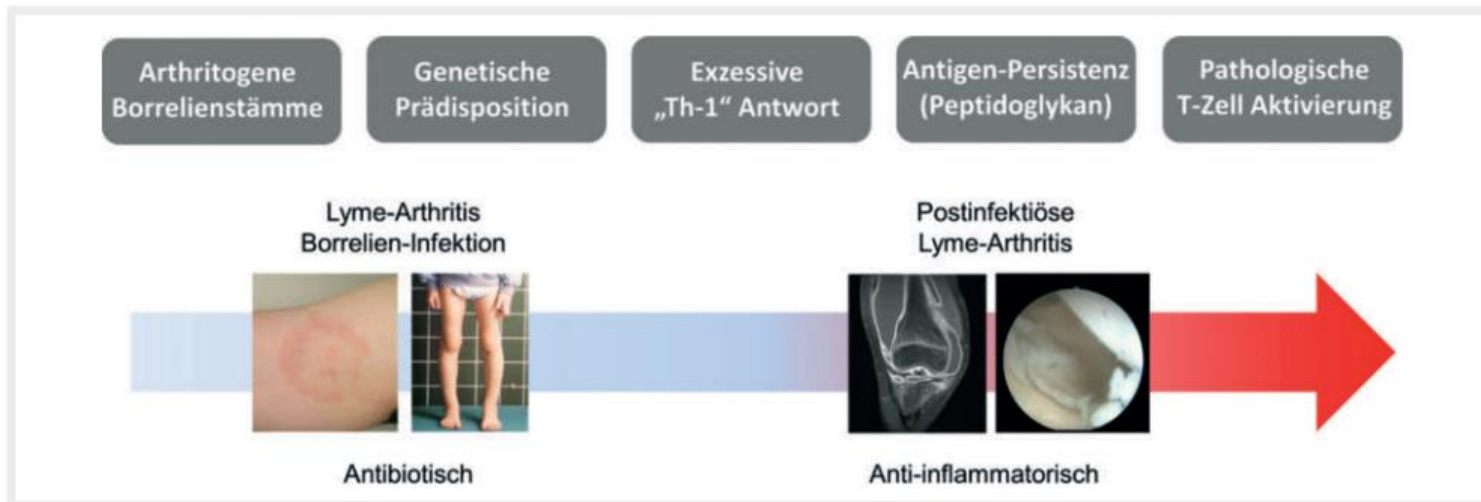 Arthritogene
Borrelienstämme
Genetische
Prädisposition
Exzessive
„Th-1“ Antwort
Antigen-Persistenz
(Peptidoglykan)
Pathologische
T-Zell Aktivierung
Lyme-Arthritis
Borrelien-Infektion
Postinfektiöse
Lyme-Arthritis
Antibiotisch
Anti-inflammatorisch